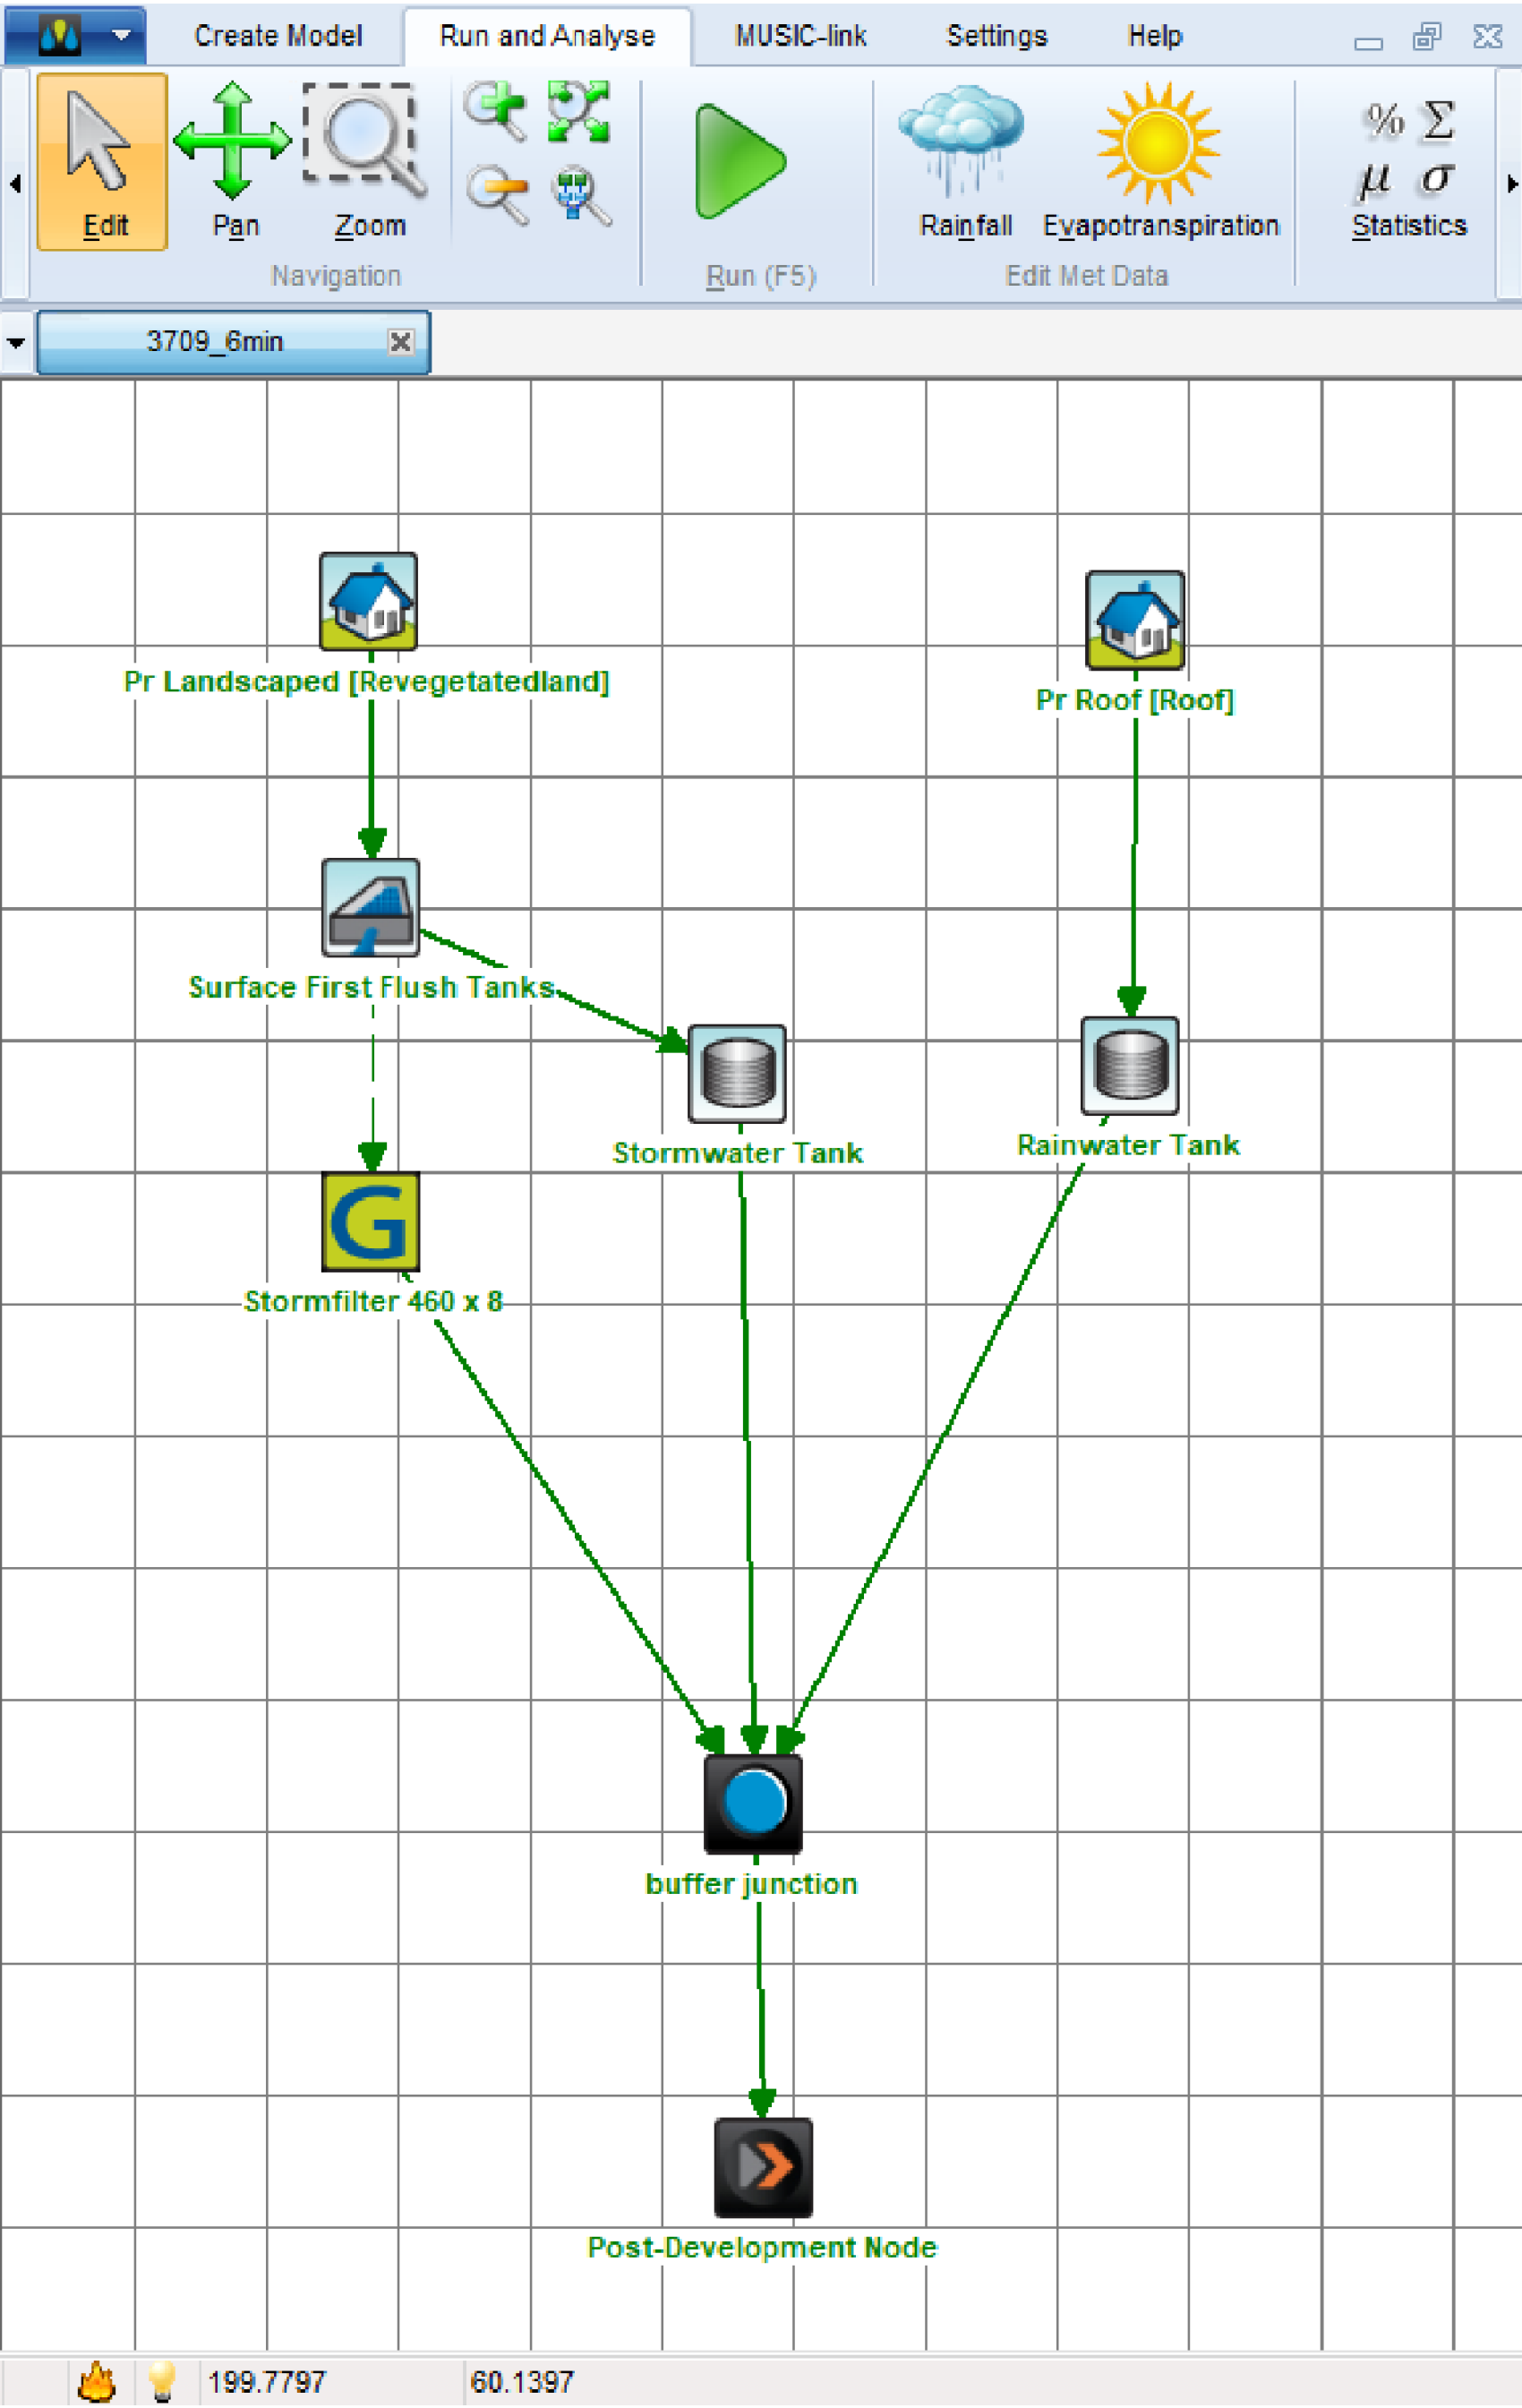 Create Model Run and Analyse MUSIC-link Settings Help
Edit Pan Zoom Rainfall Evapotranspiration % Σ μ σ Statistics
Navigation Run (F5) Edit Met Data
3709_6min
Pr Landscaped [Revegetatedland]
Pr Roof [Roof]
Surface First Flush Tanks
Stormwater Tank
Rainwater Tank
G
Stormfilter 460 x 8
buffer junction
Post-Development Node
199.7797 60.1397